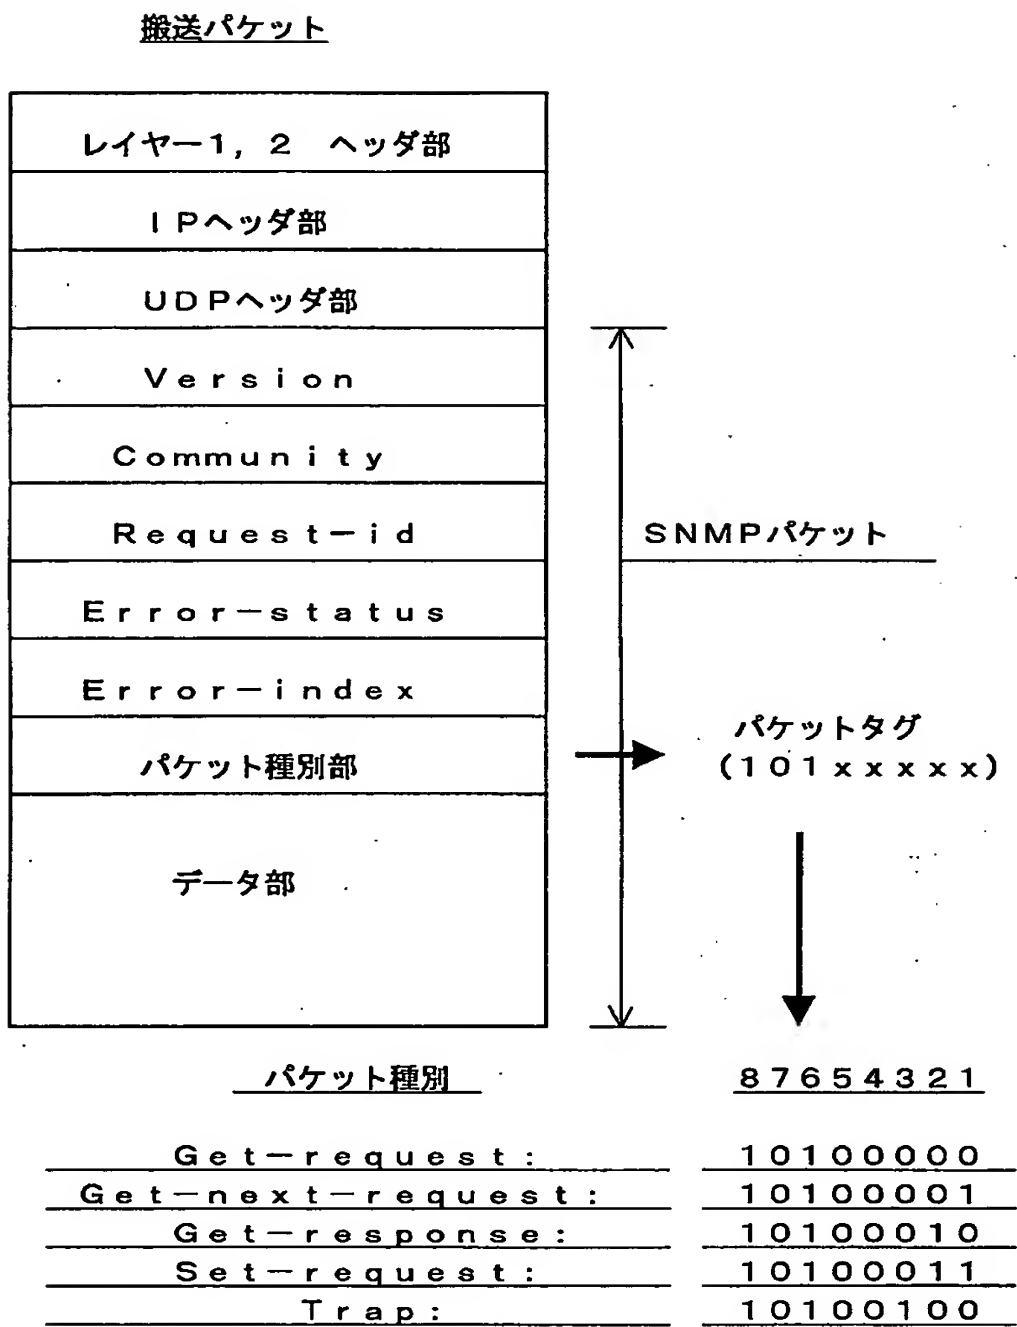 搬送パケット
レイヤー1，2　ヘッダ部
IPヘッダ部
UDPヘッダ部
Version
Community
Request－id
SNMPパケット
Error－status
Error－index
パケット種別部
パケットタグ
(101xxxxx)
データ部
パケット種別　87654321
Get－request: 10100000
Get－next－request: 10100001
Get－response: 10100010
Set－request: 10100011
Trap: 10100100